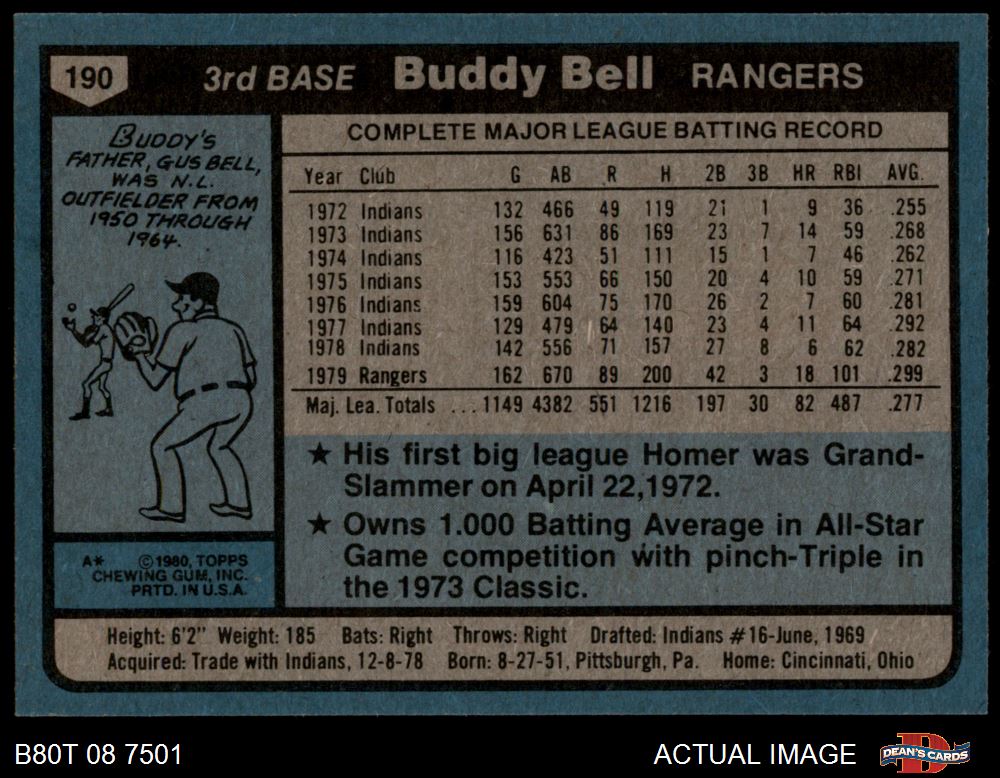 190 3rd BASE Buddy Bell RANGERS
BUDDY'S
FATHER, GUS BELL,
WAS N.L.
OUTFIELDER FROM
1950 THROUGH
1964.
COMPLETE MAJOR LEAGUE BATTING RECORD
Year Club G AB R H 2B 3B HR RBI AVG.
1972 Indians 132 466 49 119 21 1 9 36 .255
1973 Indians 156 631 86 169 23 7 14 59 .268
1974 Indians 116 423 51 111 15 1 7 46 .262
1975 Indians 153 553 66 150 20 4 10 59 .271
1976 Indians 159 604 75 170 26 2 7 60 .281
1977 Indians 129 479 64 140 23 4 11 64 .292
1978 Indians 142 556 71 157 27 8 6 62 .282
1979 Rangers 162 670 89 200 42 3 18 101 .299
Maj. Lea. Totals ...1149 4382 551 1216 197 30 82 487 .277
★ His first big league Homer was Grand-
Slammer on April 22,1972.
★ Owns 1.000 Batting Average in All-Star
Game competition with pinch-Triple in
the 1973 Classic.
A* ©1980, TOPPS
CHEWING GUM, INC.
PRTD. IN U.S.A.
Height: 6'2" Weight: 185 Bats: Right Throws: Right Drafted: Indians #16-June, 1969
Acquired: Trade with Indians, 12-8-78 Born: 8-27-51, Pittsburgh, Pa. Home: Cincinnati, Ohio
B80T 08 7501 ACTUAL IMAGE DEAN'S CARDS